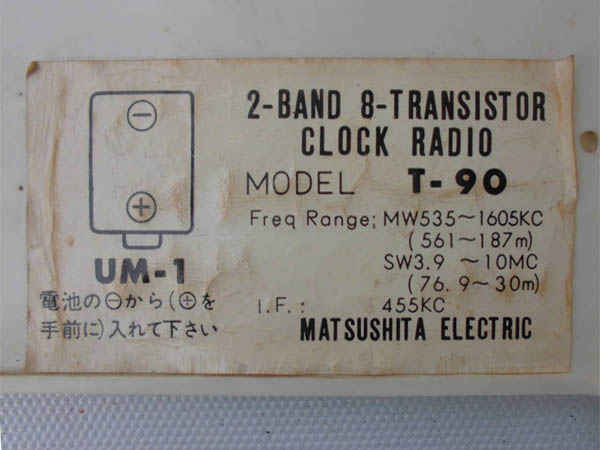 2-BAND 8-TRANSISTOR
CLOCK RADIO
MODEL T-90
Freq Range; MW535~1605KC
(561~187m)
SW3.9 ~10MC
(76.9~30m)
I.F.: 455KC
MATSUSHITA ELECTRIC
⊖
⊕
UM-1
電池の⊖から(⊕を
手前に)入れて下さい